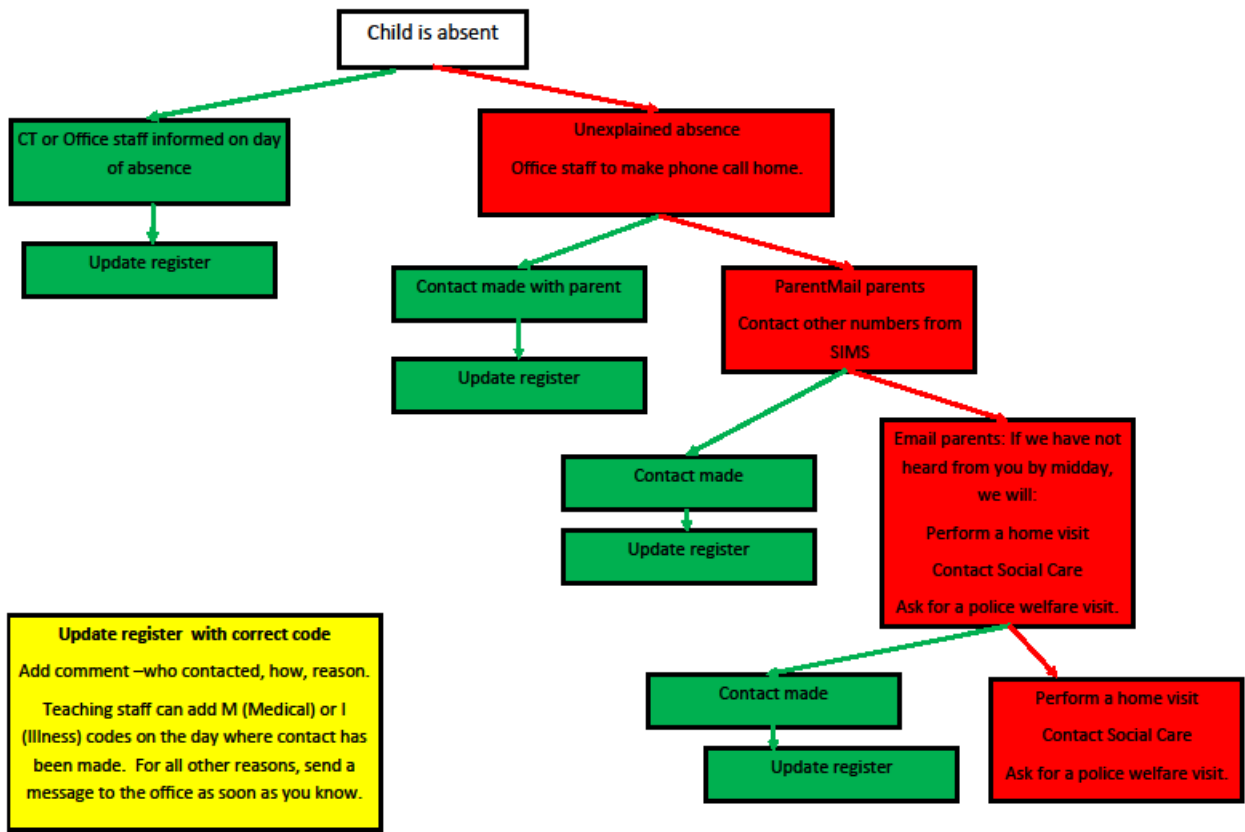 Child is absent
CT or Office staff informed on day
of absence
Unexplained absence
Office staff to make phone call home.
Update register
Contact made with parent
ParentMail parents
Contact other numbers from
SIMS
Update register
Email parents: If we have not
heard from you by midday,
we will:
Perform a home visit
Contact Social Care
Ask for a police welfare visit.
Contact made
Update register
Update register with correct code
Add comment –who contacted, how, reason.
Teaching staff can add M (Medical) or I
(Illness) codes on the day where contact has
been made. For all other reasons, send a
message to the office as soon as you know.
Contact made
Perform a home visit
Contact Social Care
Ask for a police welfare visit.
Update register